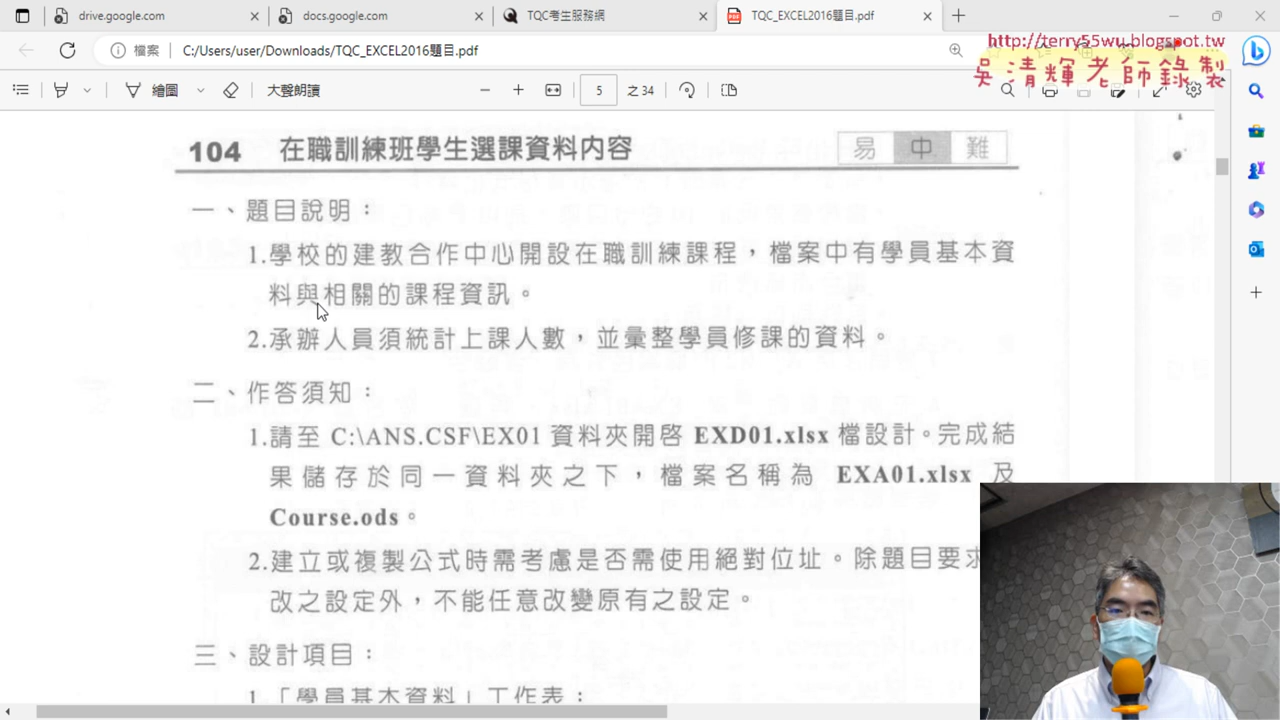 drive.google.com
docs.google.com
TQC考生服務網
TQC_EXCEL2016題目.pdf
檔案
C:/Users/user/Downloads/TQC_EXCEL2016題目.pdf
http://terry55wu.blogspot.tw
吳清輝老師錄製
繪圖
大聲朗讀
5
之 34
104 在職訓練班學生選課資料內容
易 中 難
一、題目說明：
1.學校的建教合作中心開設在職訓練課程，檔案中有學員基本資
料與相關的課程資訊。
2.承辦人員須統計上課人數，並彙整學員修課的資料。
二、作答須知：
1.請至 C:\ANS.CSF\EX01 資料夾開啓 EXD01.xlsx 檔設計。完成結
果儲存於同一資料夾之下，檔案名稱為 EXA01.xlsx 及
Course.ods。
2.建立或複製公式時需考慮是否需使用絕對位址。除題目要求
改之設定外，不能任意改變原有之設定。
三、設計項目：
1.「學員基本資料」工作表：